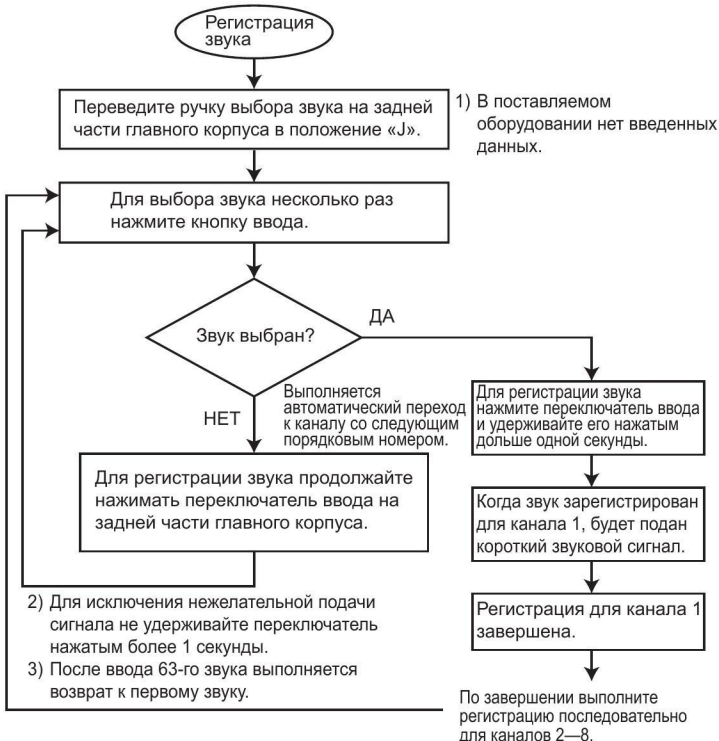 Регистрация
звука
Переведите ручку выбора звука на задней
части главного корпуса в положение «J».
1) В поставляемом
оборудовании нет введенных
данных.
Для выбора звука несколько раз
нажмите кнопку ввода.
Звук выбран?
ДА
НЕТ
Выполняется
автоматический переход
к каналу со следующим
порядковым номером.
Для регистрации звука
нажмите переключатель ввода
и удерживайте его нажатым
дольше одной секунды.
Для регистрации звука продолжайте
нажимать переключатель ввода на
задней части главного корпуса.
Когда звук зарегистрирован
для канала 1, будет подан
короткий звуковой сигнал.
2) Для исключения нежелательной подачи
сигнала не удерживайте переключатель
нажатым более 1 секунды.
3) После ввода 63-го звука выполняется
возврат к первому звуку.
Регистрация для канала 1
завершена.
По завершении выполните
регистрацию последовательно
для каналов 2—8.